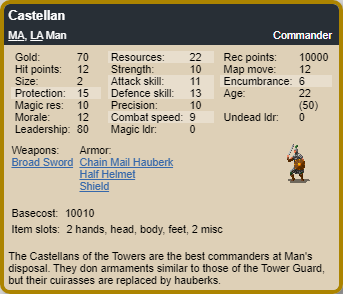 Castellan
MA, LA Man Commander
Gold: 70 Resources: 22 Rec points: 10000
Hit points: 12 Strength: 10 Map move: 12
Size: 2 Attack skill: 11 Encumbrance: 6
Protection: 15 Defence skill: 13 Age: 22
Magic res: 10 Precision: 10 (50)
Morale: 12 Combat speed: 9 Undead ldr: 0
Leadership: 80 Magic ldr: 0
Weapons: Armor:
Broad Sword Chain Mail Hauberk
Half Helmet
Shield
Basecost: 10010
Item slots: 2 hands, head, body, feet, 2 misc
The Castellans of the Towers are the best commanders at Man's
disposal. They don armaments similar to those of the Tower Guard,
but their cuirasses are replaced by hauberks.